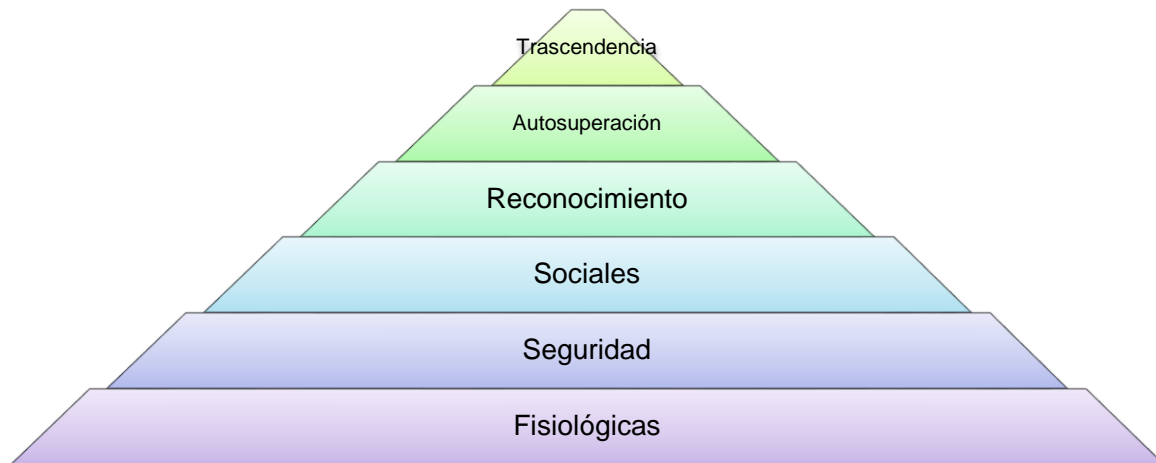 Trascendencia
Autosuperación
Reconocimiento
Sociales
Seguridad
Fisiológicas